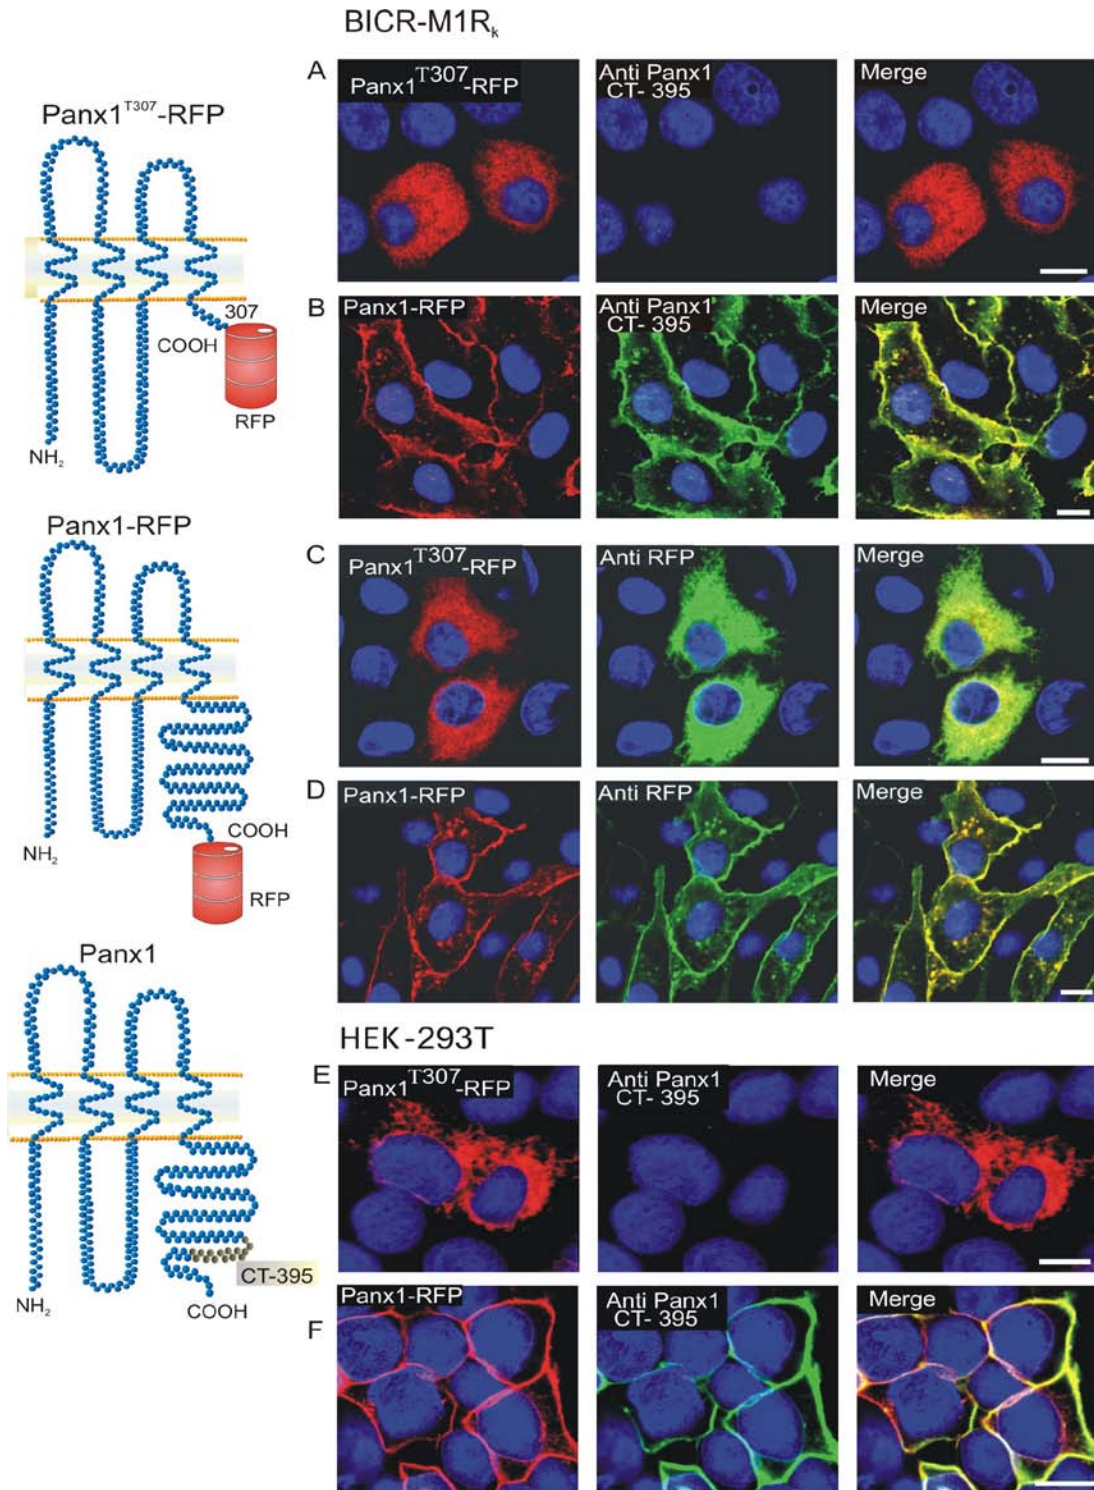 BICR-M1Rₖ
A
Panx1ᵀ³⁰⁷-RFP
Anti Panx1
CT- 395
Merge
Panx1ᵀ³⁰⁷-RFP
307
COOH
RFP
NH₂
B
Panx1-RFP
Anti Panx1
CT- 395
Merge
Panx1-RFP
COOH
NH₂
RFP
C
Panx1ᵀ³⁰⁷-RFP
Anti RFP
Merge
D
Panx1-RFP
Anti RFP
Merge
Panx1
CT-395
NH₂
COOH
HEK-293T
E
Panx1ᵀ³⁰⁷-RFP
Anti Panx1
CT- 395
Merge
F
Panx1-RFP
Anti Panx1
CT- 395
Merge